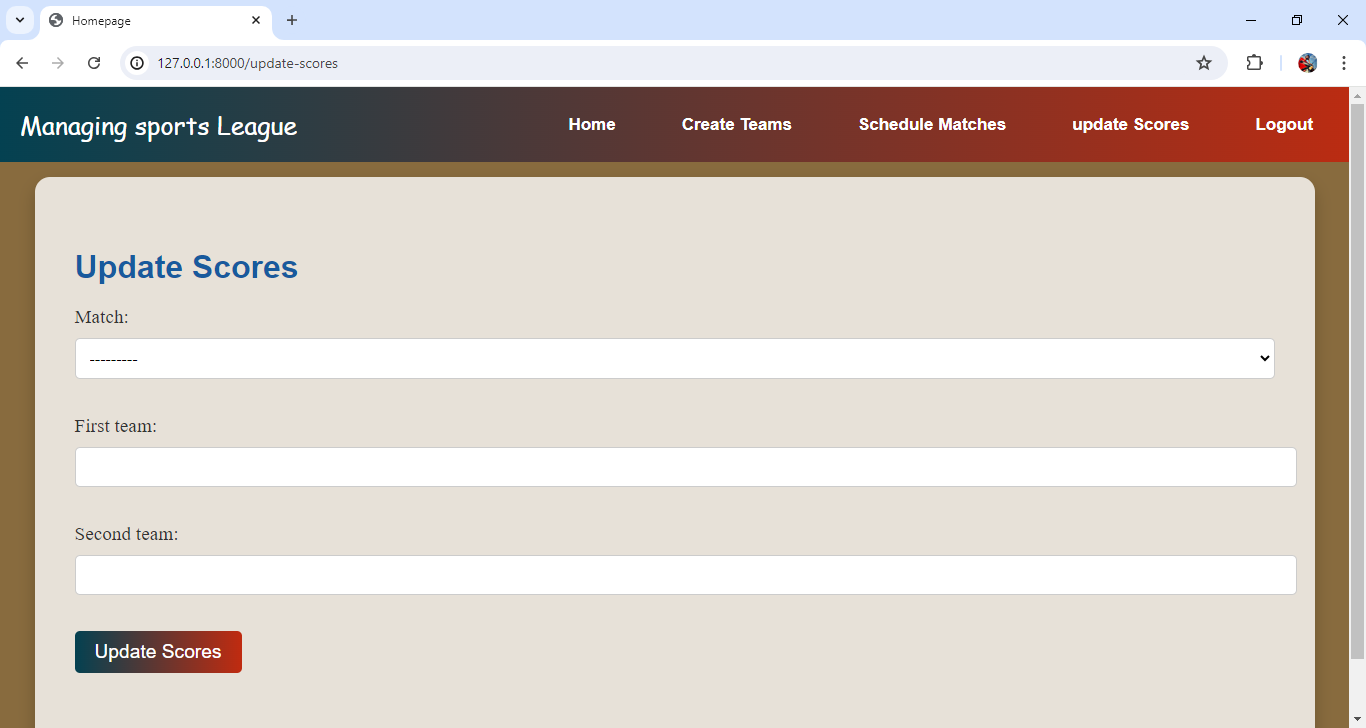 Homepage
127.0.0.1:8000/update-scores
Managing sports League
Home
Create Teams
Schedule Matches
update Scores
Logout
Update Scores
Match:
---------
First team:
Second team:
Update Scores